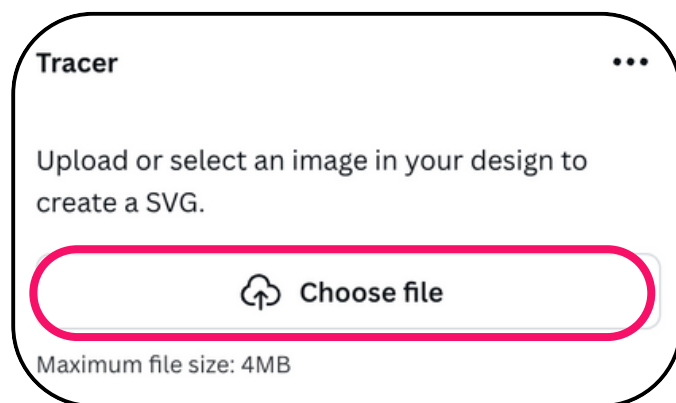 Tracer
Upload or select an image in your design to
create a SVG.
Choose file
Maximum file size: 4MB